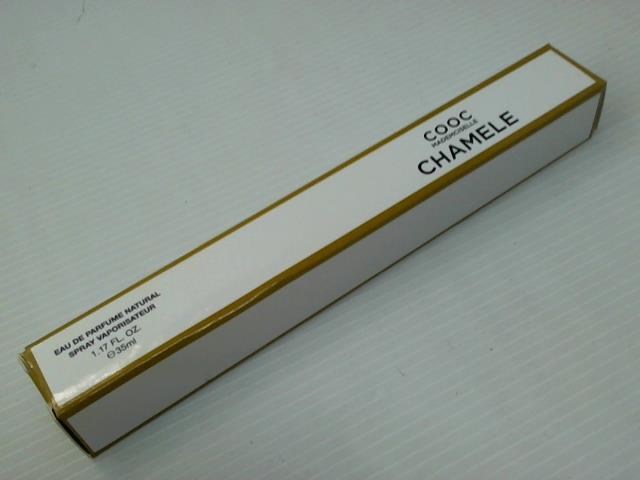 COOC
MADEMOISELLE
CHAMELE
EAU DE PARFUME NATURAL
SPRAY VAPORISATEUR
1.17 FL. OZ.
℮35ml